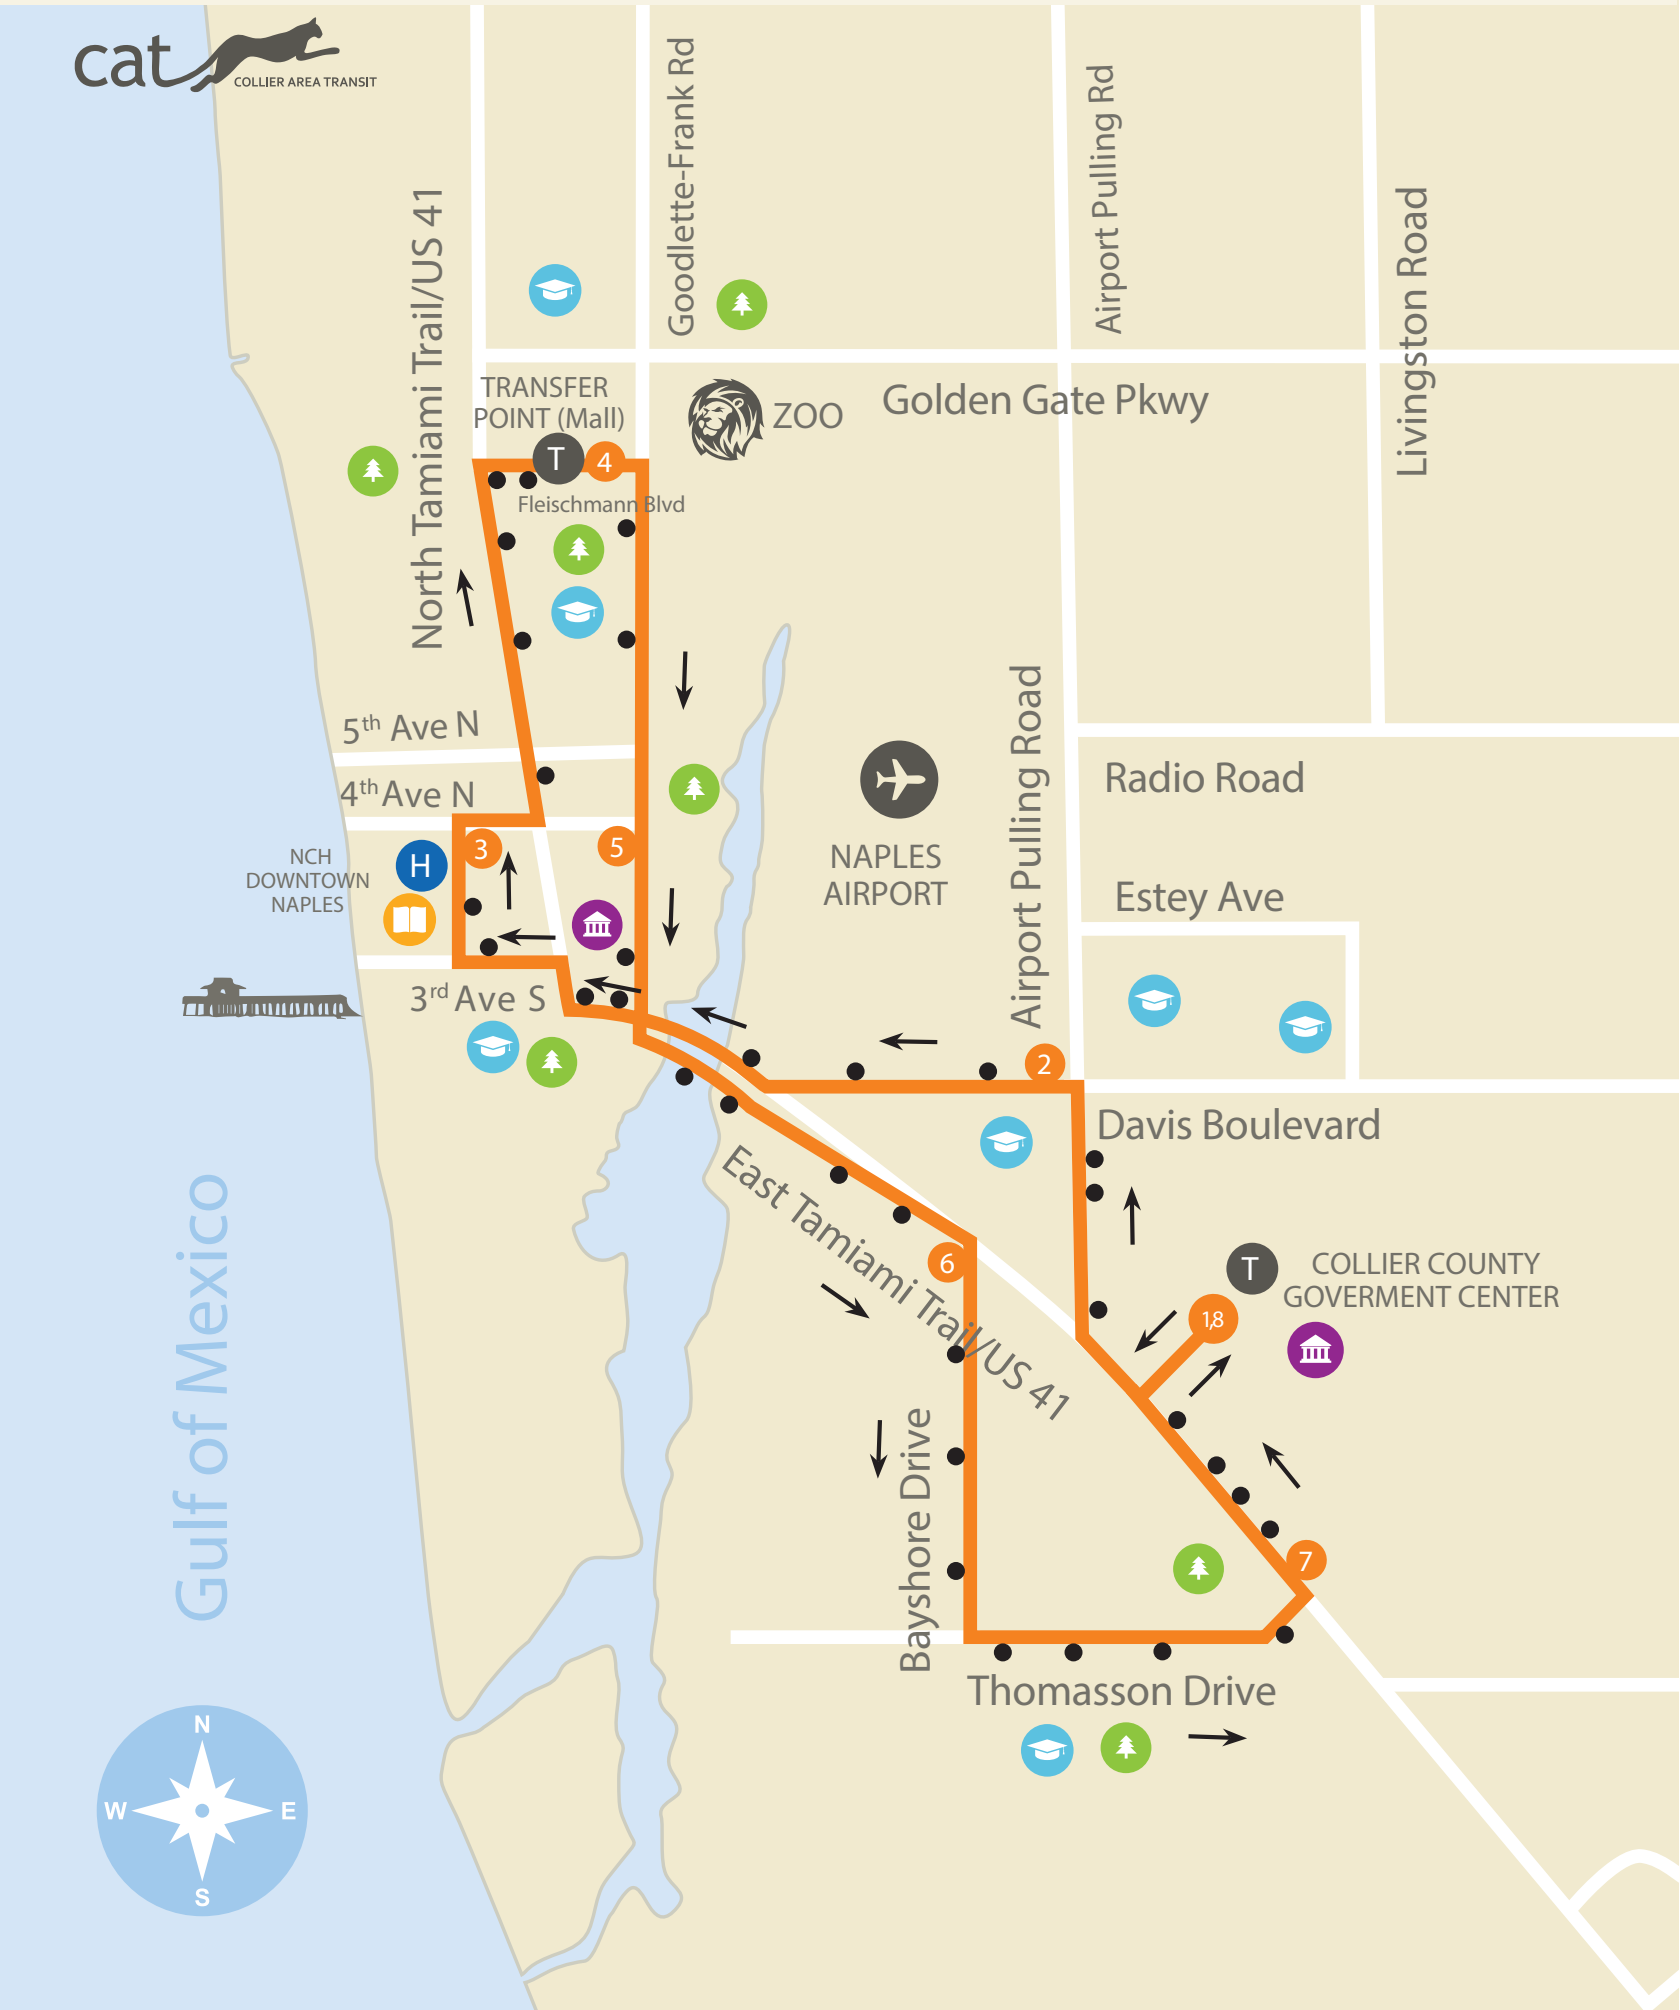 cat
COLLIER AREA TRANSIT
North Tamiami Trail/US 41
Goodlette-Frank Rd
Airport Pulling Rd
Livingston Road
TRANSFER
POINT (Mall)
T
4
ZOO
Golden Gate Pkwy
Fleischmann Blvd
5th Ave N
4th Ave N
Radio Road
Airport Pulling Road
NCH
DOWNTOWN
NAPLES
H
3
5
NAPLES
AIRPORT
Estey Ave
3rd Ave S
2
Davis Boulevard
East Tamiami Trail/US 41
6
T
COLLIER COUNTY
GOVERMENT CENTER
1,8
Gulf of Mexico
Bayshore Drive
7
Thomasson Drive
N
W
E
S